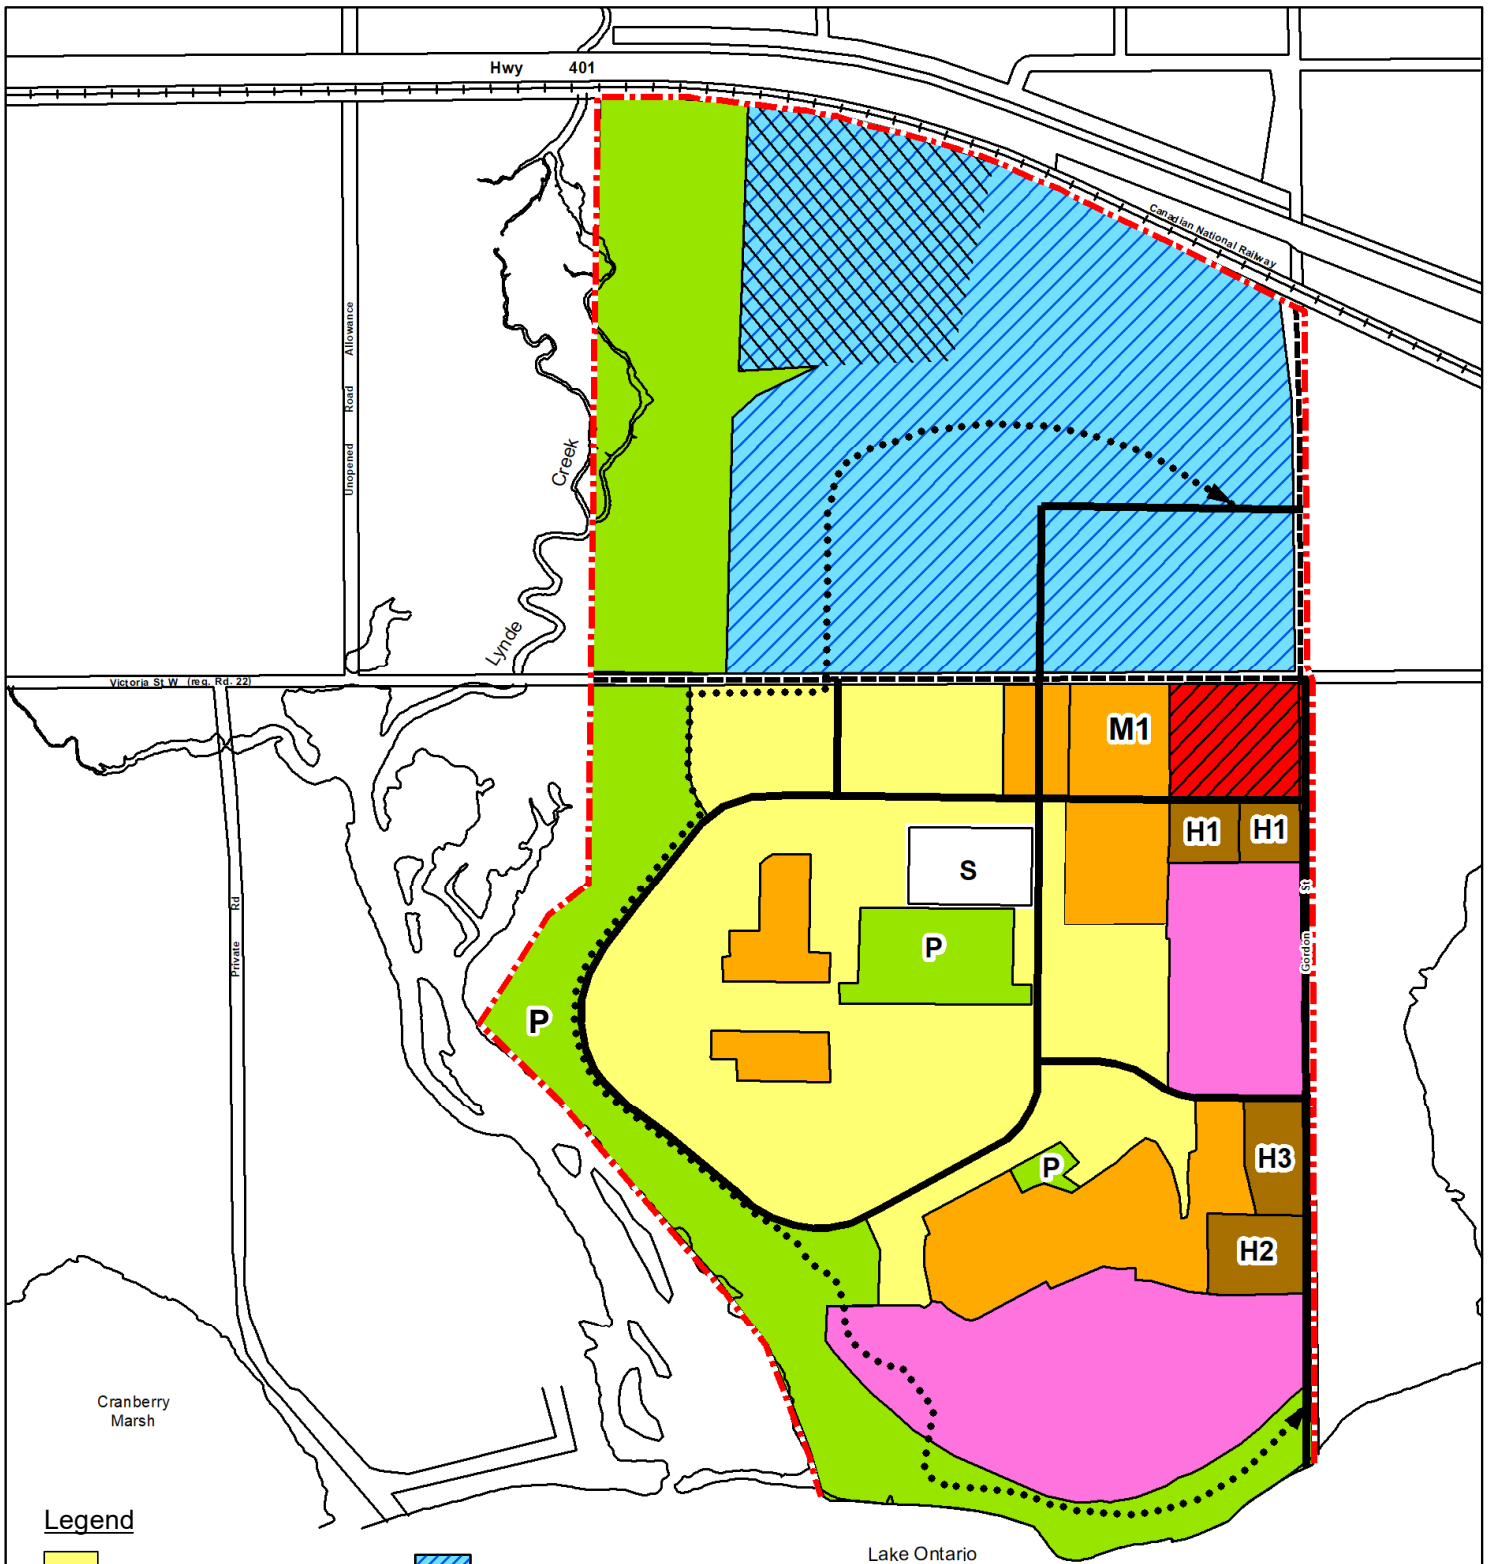 Hwy 401
Canadian National Railway
Unopened Road Allowance
Creek
Lynde
Victoria St W (reg. Rd. 22)
M1
H1
H1
S
Private Rd
Gordon St
P
P
P
H3
H2
Cranberry
Marsh
Legend
Lake Ontario